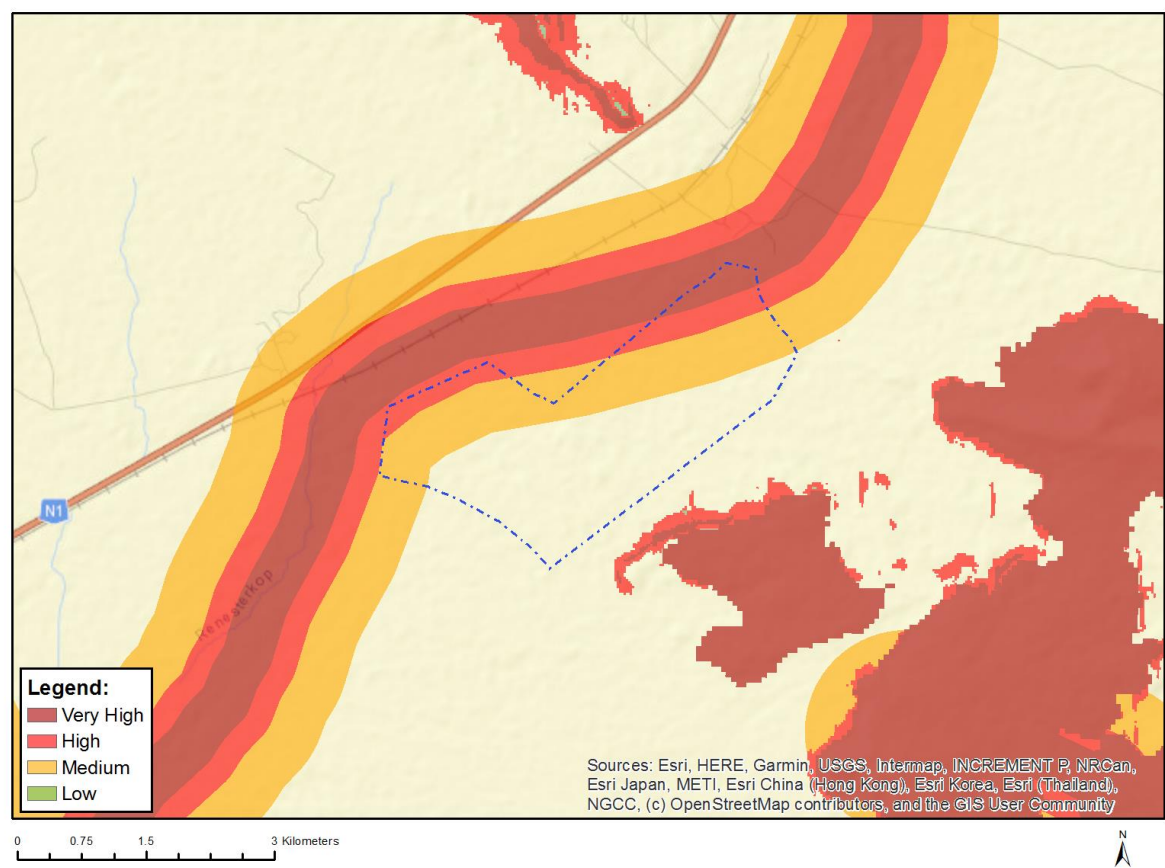 N1
Renesterkop
Legend:
Very High
High
Medium
Low
Sources: Esri, HERE, Garmin, USGS, Intermap, INCREMENT P, NRCan,
Esri Japan, METI, Esri China (Hong Kong), Esri Korea, Esri (Thailand),
NGCC, (c) OpenStreetMap contributors, and the GIS User Community
0 0.75 1.5 3 Kilometers
N